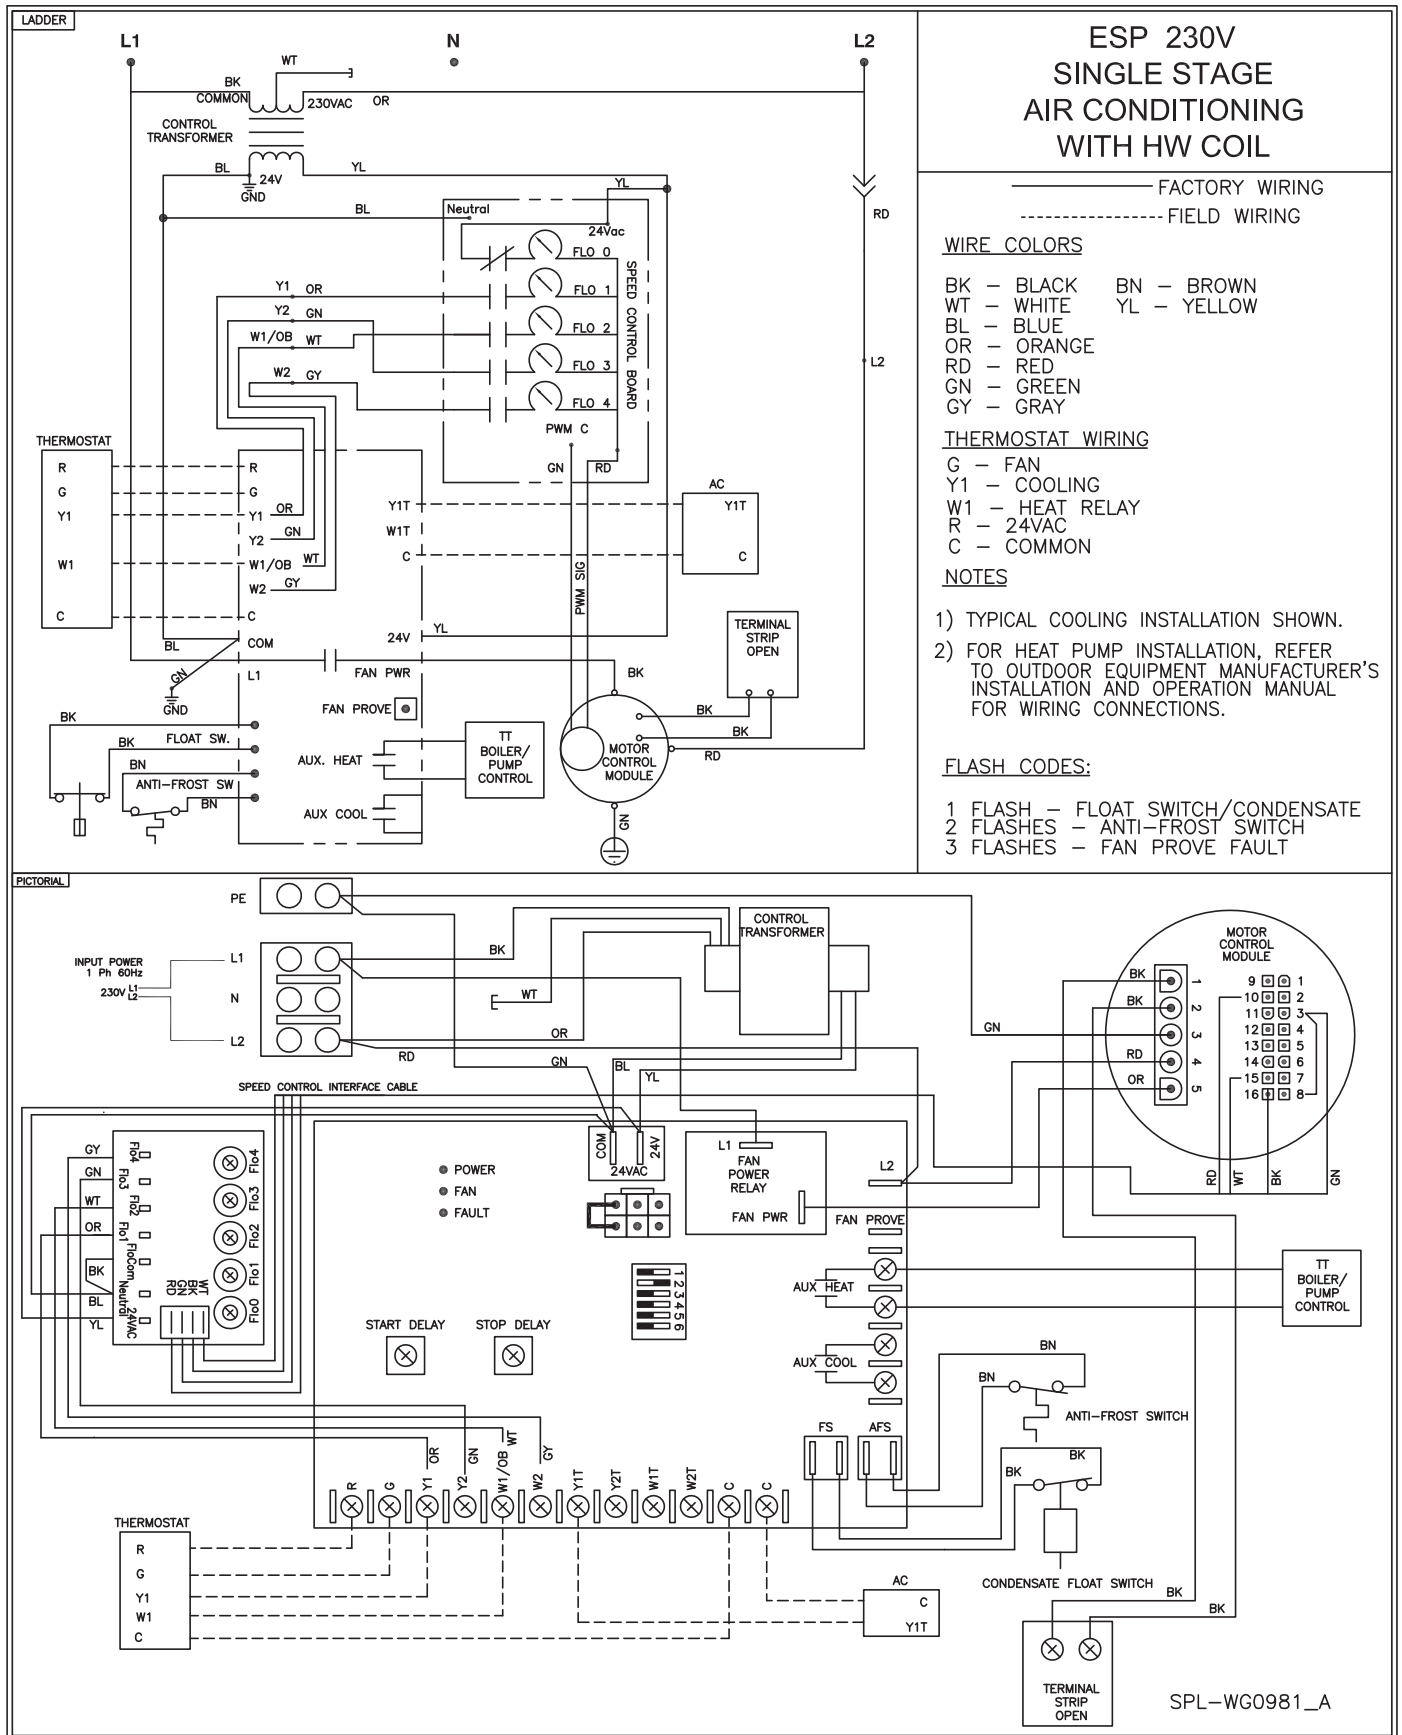 LADDER
L1
N
L2
WT
BK
COMMON
230VAC
OR
CONTROL
TRANSFORMER
BL
24V
YL
GND
YL
BL
Neutral
24Vac
RD
FLO 0
Y1 OR
FLO 1
Y2 GN
FLO 2
W1/OB WT
FLO 3
W2 GY
FLO 4
SPEED CONTROL BOARD
L2
PWM C
GN
RD
THERMOSTAT
R
G
Y1
W1
C
R
G
Y1 OR
Y2 GN
W1/OB WT
W2 GY
C
COM
L1
BL
GN
GND
Y1T
W1T
C
24V
YL
AC
Y1T
C
PWM SIG
FAN PWR
BK
TERMINAL
STRIP
OPEN
BK
BK
RD
MOTOR
CONTROL
MODULE
GN
FAN PROVE
AUX. HEAT
AUX COOL
TT
BOILER/
PUMP
CONTROL
BK
BK
FLOAT SW.
BN
ANTI-FROST SW
BN
ESP 230V
SINGLE STAGE
AIR CONDITIONING
WITH HW COIL
FACTORY WIRING
FIELD WIRING
WIRE COLORS
BK – BLACK BN – BROWN
WT – WHITE YL – YELLOW
BL – BLUE
OR – ORANGE
RD – RED
GN – GREEN
GY – GRAY
THERMOSTAT WIRING
G – FAN
Y1 – COOLING
W1 – HEAT RELAY
R – 24VAC
C – COMMON
NOTES
1) TYPICAL COOLING INSTALLATION SHOWN.
2) FOR HEAT PUMP INSTALLATION, REFER
TO OUTDOOR EQUIPMENT MANUFACTURER'S
INSTALLATION AND OPERATION MANUAL
FOR WIRING CONNECTIONS.
FLASH CODES:
1 FLASH – FLOAT SWITCH/CONDENSATE
2 FLASHES – ANTI-FROST SWITCH
3 FLASHES – FAN PROVE FAULT
PICTORIAL
PE
INPUT POWER
1 Ph 60Hz
230V L1
L2
L1
N
L2
BK
WT
OR
RD
GN
BL
YL
CONTROL
TRANSFORMER
GN
MOTOR
CONTROL
MODULE
BK
BK
RD
OR
1
2
3
4
5
9 1
10 2
11 3
12 4
13 5
14 6
15 7
16 8
RD
WT
BK
GN
SPEED CONTROL INTERFACE CABLE
GY
GN
WT
OR
BK
BL
YL
Flo4
Flo3
Flo2
Flo1
FloCom
Neutral
24VAC
WT
BK
GN
RD
Flo4
Flo3
Flo2
Flo1
Flo0
POWER
FAN
FAULT
COM
24V
24VAC
L1
FAN
POWER
RELAY
FAN PWR
L2
FAN PROVE
AUX HEAT
AUX COOL
1
2
3
4
5
6
START DELAY
STOP DELAY
TT
BOILER/
PUMP
CONTROL
BN
BN
ANTI-FROST SWITCH
FS
AFS
BK
BK
CONDENSATE FLOAT SWITCH
OR
GN
WT
GY
R
G
Y1
Y2
W1/OB
W2
Y1T
Y2T
W1T
W2T
C
C
THERMOSTAT
R
G
Y1
W1
C
AC
C
Y1T
BK
BK
TERMINAL
STRIP
OPEN
SPL-WG0981_A